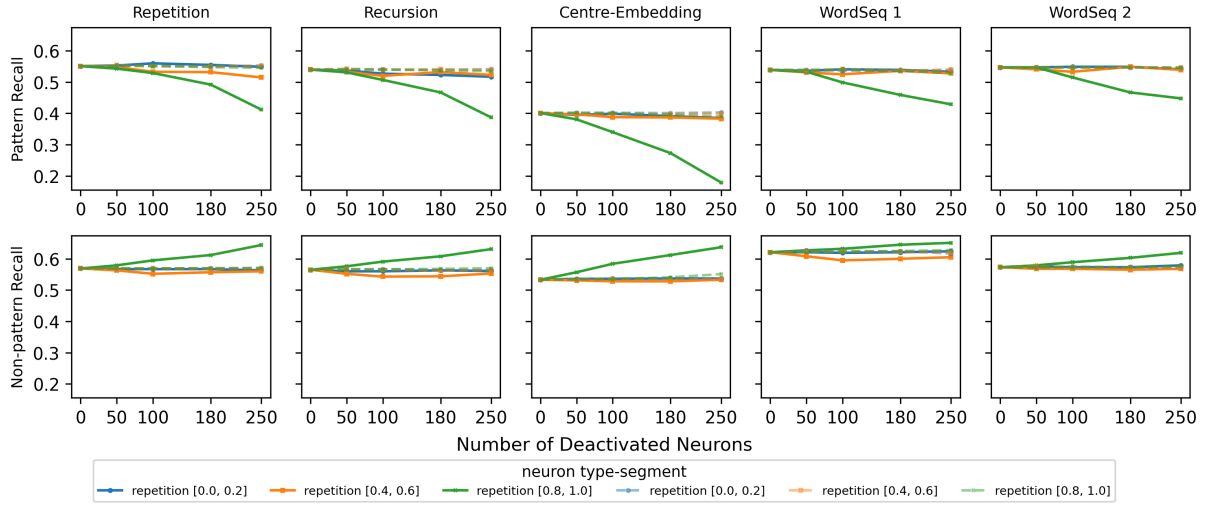 Repetition Recursion Centre-Embedding WordSeq 1 WordSeq 2
Pattern Recall
0.6
0.5
0.4
0.3
0.2
0 50 100 180 250 0 50 100 180 250 0 50 100 180 250 0 50 100 180 250 0 50 100 180 250
Non-pattern Recall
0.6
0.5
0.4
0.3
0.2
0 50 100 180 250 0 50 100 180 250 0 50 100 180 250 0 50 100 180 250 0 50 100 180 250
Number of Deactivated Neurons
neuron type-segment
repetition [0.0, 0.2] repetition [0.4, 0.6] repetition [0.8, 1.0] repetition [0.0, 0.2] repetition [0.4, 0.6] repetition [0.8, 1.0]